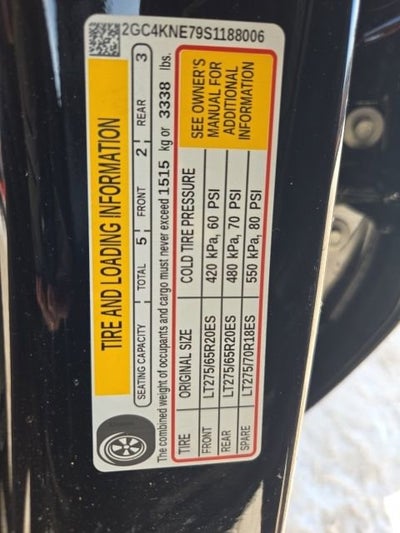 2GC4KNE79S1188006
TIRE AND LOADING INFORMATION
SEATING CAPACITY TOTAL 5 FRONT 2 REAR 3
The combined weight of occupants and cargo must never exceed 1515 kg or 3338 lbs.
TIRE ORIGINAL SIZE COLD TIRE PRESSURE
FRONT LT275/65R20ES 420 kPa, 60 PSI
REAR LT275/65R20ES 480 kPa, 70 PSI
SPARE LT275/70R18ES 550 kPa, 80 PSI
SEE OWNER'S
MANUAL FOR
ADDITIONAL
INFORMATION